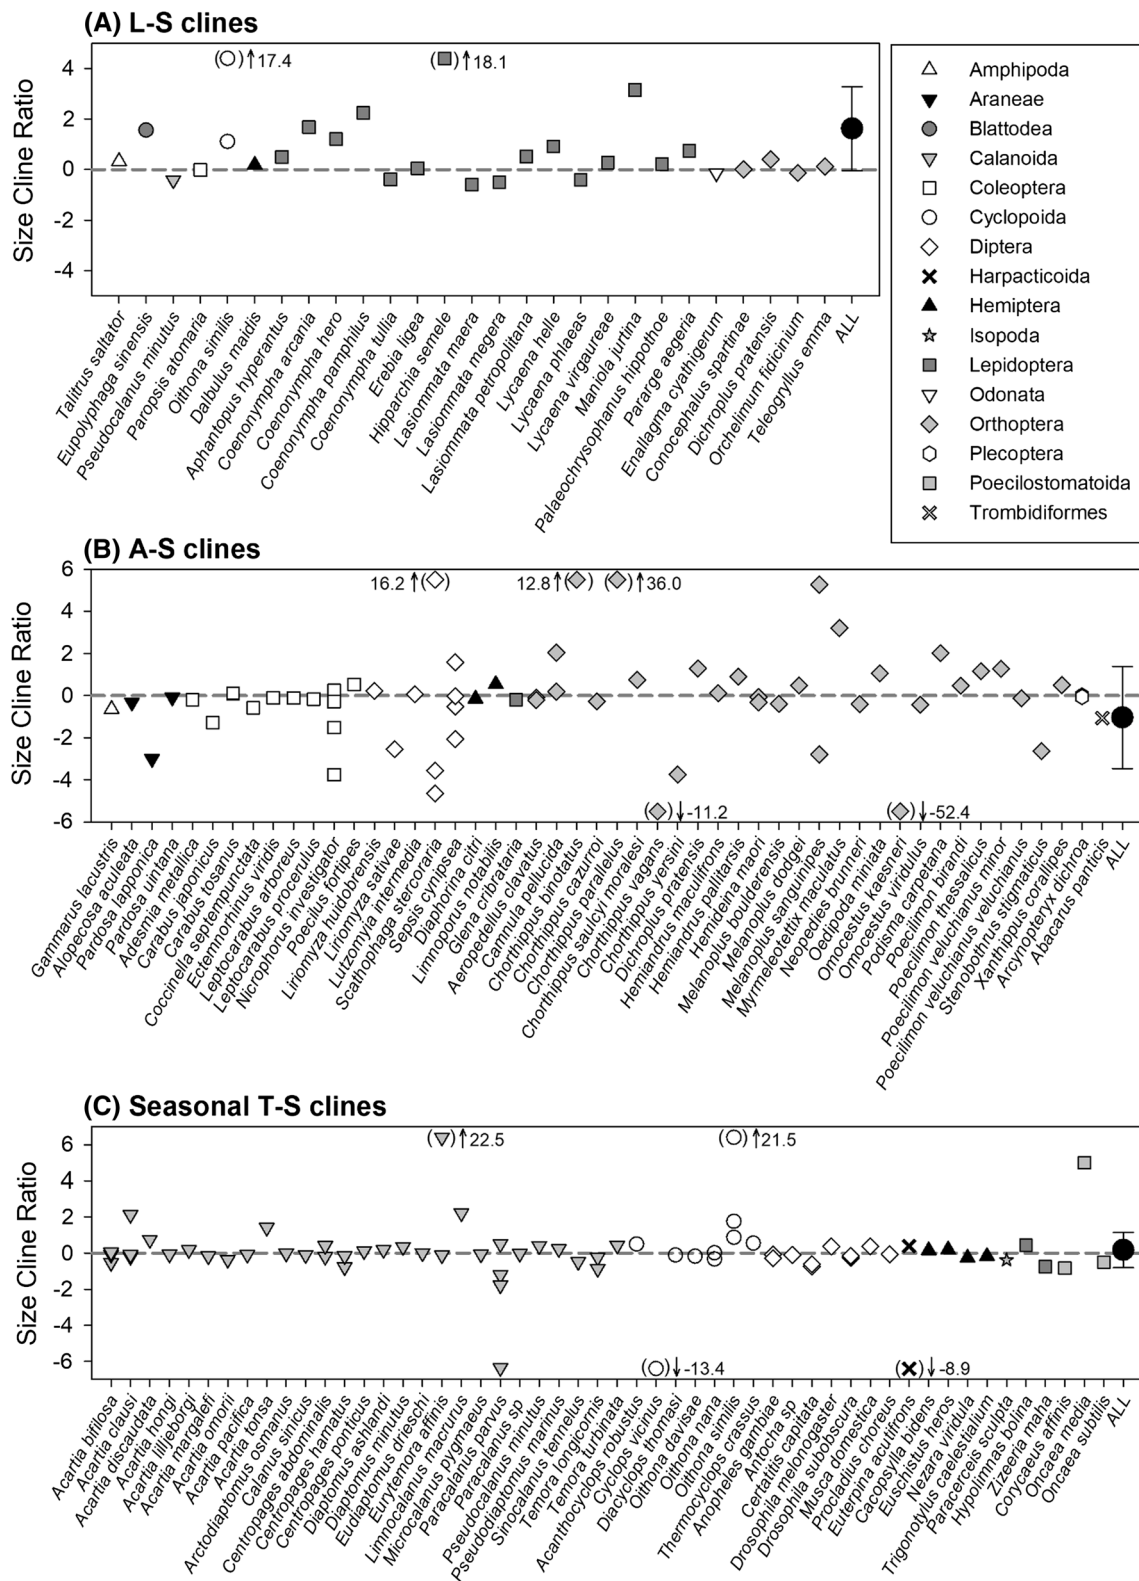 (A) L-S clines
Size Cline Ratio
4
2
0
-2
-4
( ) 17.4
( ) 18.1
Talitrus saltator
Eupolyphaga sinensis
Pseudocalanus minutus
Paropsis atomaria
Oithona similis
Dalbulus maidis
Aphantopus hyperantus
Coenonympha arcania
Coenonympha hero
Coenonympha pamphilus
Coenonympha tullia
Erebia ligea
Hipparchia semele
Lasiommata maera
Lasiommata megera
Lasiommata petropolitana
Lycaena helle
Lycaena phlaeas
Lycaena virgaureae
Maniola jurtina
Palaeochrysophanus hippothoe
Pararge aegeria
Enallagma cyathigerum
Conocephalus spartinae
Dichroplus pratensis
Orchelimum fidicinium
Teleogryllus emma
ALL
Amphipoda
Araneae
Blattodea
Calanoida
Coleoptera
Cyclopoida
Diptera
Harpacticoida
Hemiptera
Isopoda
Lepidoptera
Odonata
Orthoptera
Plecoptera
Poecilostomatoida
Trombidiformes
(B) A-S clines
Size Cline Ratio
6
4
2
0
-2
-4
-6
16.2 ( )
12.8 ( )
( ) 36.0
( ) -11.2
( ) -52.4
Gammarus lacustris
Alopecosa aculeata
Pardosa lapponica
Pardosa uintana
Adesmia metallica
Carabus japonicus
Carabus tosanus
Coccinella septempunctata
Ectemnorhinus viridis
Leptocarabus arboreus
Leptocarabus procerulus
Nicrophorus investigator
Poecilus fortipes
Liriomyza huidobrensis
Liriomyza sativae
Lutzomyia intermedia
Scathophaga stercoraria
Sepsis cynipsea
Diaphorina citri
Limnoporus notabilis
Glena cribrataria
Aeropedellus clavatus
Camnula pellucida
Chorthippus binotatus
Chorthippus cazurroi
Chorthippus parallelus
Chorthippus saulcyi moralesi
Chorthippus vagans
Chorthippus yersini
Dichroplus pratensis
Hemiandrus maculifrons
Hemiandrus pallitarsis
Hemideina maori
Melanoplus boulderensis
Melanoplus dodgei
Melanoplus sanguinipes
Myrmeleotettix maculatus
Neopedies brunneri
Oedipoda miniata
Omocestus kaestneri
Omocestus viridulus
Podisma carpetana
Poecilimon birandi
Poecilimon thessalicus
Poecilimon veluchianus minor
Poecilimon veluchianus veluchianus
Stenobothrus stigmaticus
Xanthippus corallipes
Arcynopteryx dichroa
Abacarus panticis
ALL
(C) Seasonal T-S clines
Size Cline Ratio
6
4
2
0
-2
-4
-6
( ) 22.5
( ) 21.5
( ) -13.4
( ) -8.9
Acartia bifilosa
Acartia clausi
Acartia discaudata
Acartia hongi
Acartia lilljeborgi
Acartia margalefi
Acartia omorii
Acartia pacifica
Acartia tonsa
Arctodiaptomus osmanus
Calanus sinicus
Centropages abdominalis
Centropages hamatus
Centropages ponticus
Diaptomus ashlandi
Diaptomus minutus
Eudiaptomus drieschi
Eurytemora affinis
Limnocalanus macrurus
Microcalanus pygmaeus
Paracalanus parvus
Paracalanus sp
Pseudocalanus minutus
Pseudodiaptomus marinus
Sinocalanus tenellus
Temora longicornis
Temora turbinata
Acanthocyclops robustus
Cyclops vicinus
Diacyclops thomasi
Oithona davisae
Oithona nana
Oithona similis
Thermocyclops crassus
Anopheles gambiae
Antocha sp
Certatitis capitata
Drosophila melanogaster
Drosophila subobscura
Musca domestica
Procladius choreus
Euterpina acutifrons
Cacopsylla bidens
Euschistus heros
Nezara viridula
Trigonotylus caelestialium
Paracerceis sculpta
Hypolimnas bolina
Zizeeria maha
Corycaeus affinis
Oncaea media
Oncaea subtilis
ALL